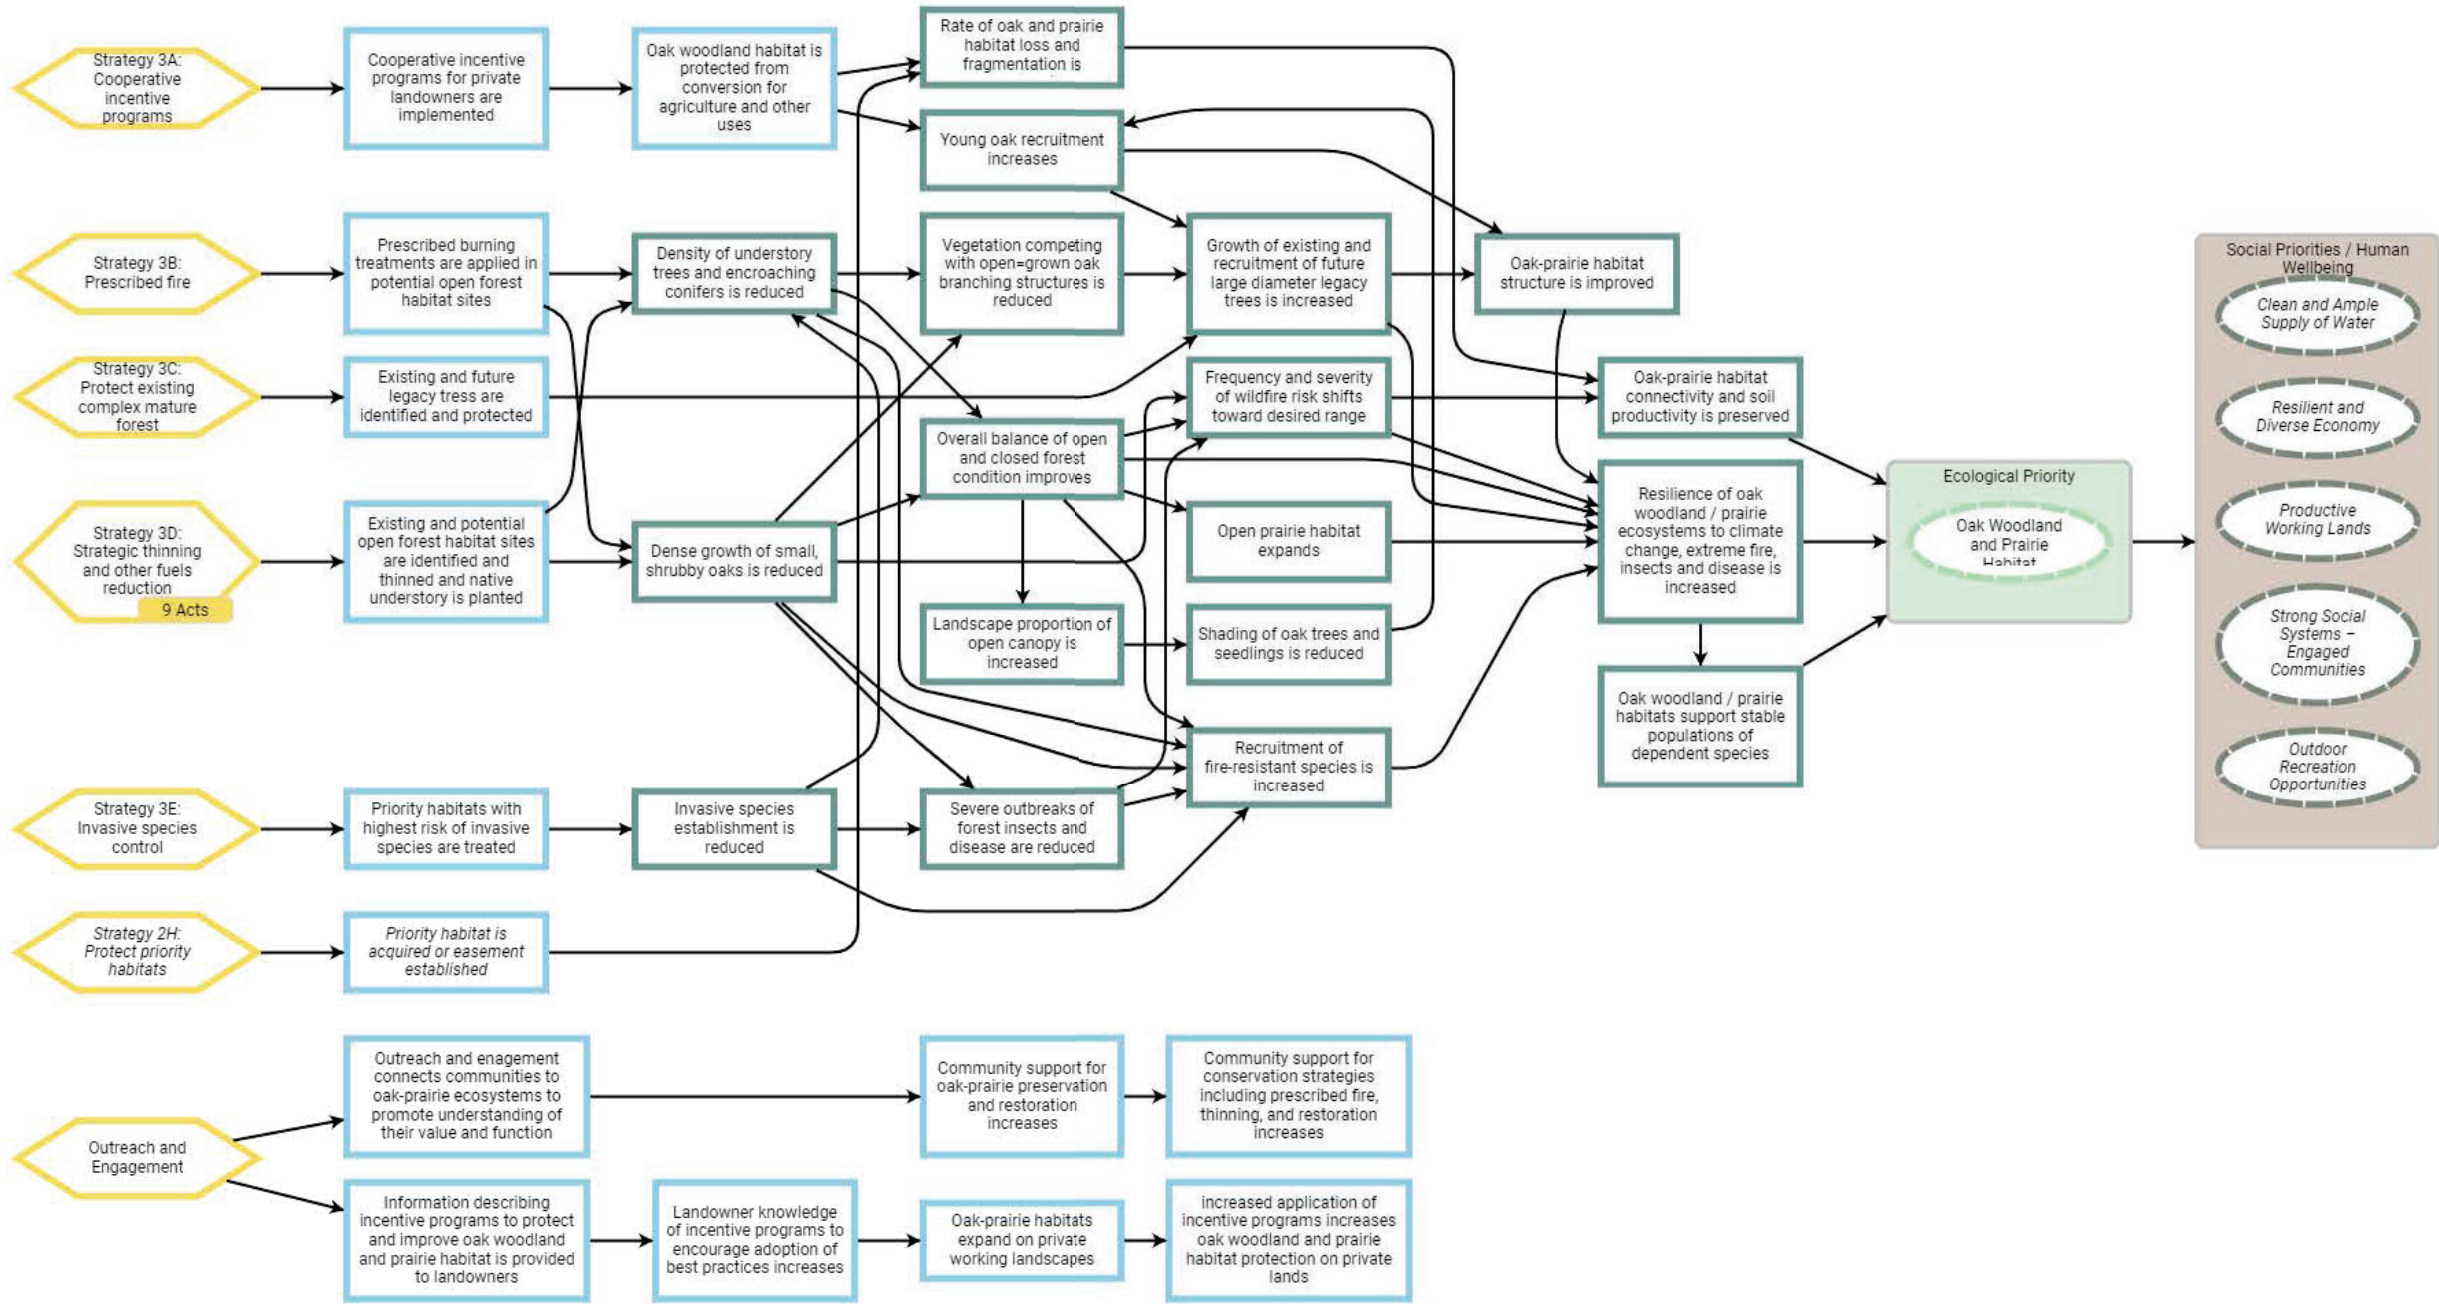 Strategy 3A:
Cooperative
incentive
programs
Cooperative incentive
programs for private
landowners are
implemented
Oak woodland habitat is
protected from
conversion for
agriculture and other
uses
Rate of oak and prairie
habitat loss and
fragmentation is
Young oak recruitment
increases
Strategy 3B:
Prescribed fire
Prescribed burning
treatments are applied in
potential open forest
habitat sites
Density of understory
trees and encroaching
conifers is reduced
Vegetation competing
with open=grown oak
branching structures is
reduced
Growth of existing and
recruitment of future
large diameter legacy
trees is increased
Oak-prairie habitat
structure is improved
Strategy 3C:
Protect existing
complex mature
forest
Existing and future
legacy tress are
identified and protected
Frequency and severity
of wildfire risk shifts
toward desired range
Oak-prairie habitat
connectivity and soil
productivity is preserved
Overall balance of open
and closed forest
condition improves
Strategy 3D:
Strategic thinning
and other fuels
reduction
9 Acts
Existing and potential
open forest habitat sites
are identified and
thinned and native
understory is planted
Dense growth of small,
shrubby oaks is reduced
Open prairie habitat
expands
Resilience of oak
woodland / prairie
ecosystems to climate
change, extreme fire,
insects and disease is
increased
Landscape proportion of
open canopy is
increased
Shading of oak trees and
seedlings is reduced
Oak woodland / prairie
habitats support stable
populations of
dependent species
Recruitment of
fire-resistant species is
increased
Strategy 3E:
Invasive species
control
Priority habitats with
highest risk of invasive
species are treated
Invasive species
establishment is
reduced
Severe outbreaks of
forest insects and
disease are reduced
Strategy 2H:
Protect priority
habitats
Priority habitat is
acquired or easement
established
Ecological Priority
Oak Woodland
and Prairie
Habitat
Social Priorities / Human
Wellbeing
Clean and Ample
Supply of Water
Resilient and
Diverse Economy
Productive
Working Lands
Strong Social
Systems –
Engaged
Communities
Outdoor
Recreation
Opportunities
Outreach and
Engagement
Outreach and enagement
connects communities to
oak-prairie ecosystems to
promote understanding of
their value and function
Community support for
oak-prairie preservation
and restoration
increases
Community support for
conservation strategies
including prescribed fire,
thinning, and restoration
increases
Information describing
incentive programs to protect
and improve oak woodland
and prairie habitat is provided
to landowners
Landowner knowledge
of incentive programs to
encourage adoption of
best practices increases
Oak-prairie habitats
expand on private
working landscapes
increased application of
incentive programs increases
oak woodland and prairie
habitat protection on private
lands